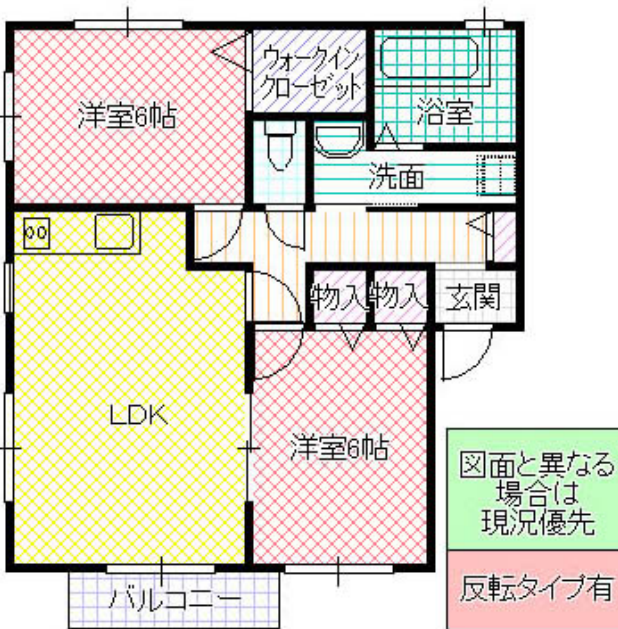 ウォークイン
クローゼット
洋室6帖
浴室
洗面
物入
物入
玄関
LDK
洋室6帖
バルコニー
図面と異なる
場合は
現況優先
反転タイプ有